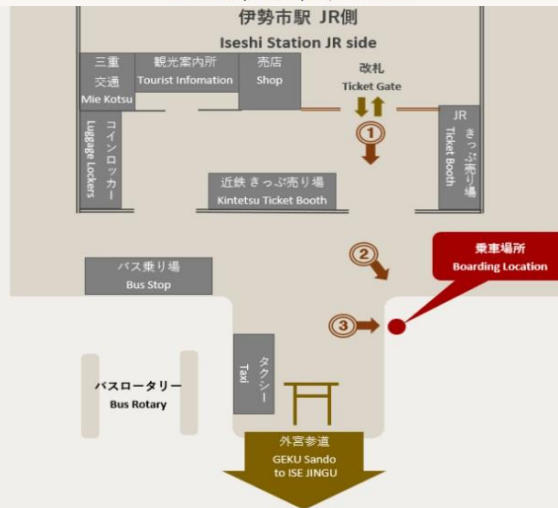 伊勢市駅 JR側
Iseshi Station JR side
三重
交通
Mie Kotsu
観光案内所
Tourist Infomation
売店
Shop
改札
Ticket Gate
①
コインロッカー
Luggage Lockers
JR
きっぷ売り場
Ticket Booth
近鉄 きっぷ売り場
Kintetsu Ticket Booth
②
乗車場所
Boarding Location
バス乗り場
Bus Stop
③
タクシー
Taxi
バスロータリー
Bus Rotary
外宮参道
GEKU Sando
to ISE JINGU